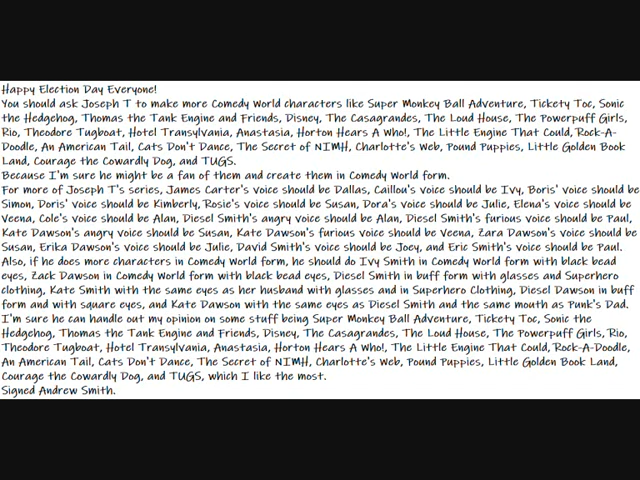 Happy Election Day Everyone!
You should ask Joseph T to make more Comedy World characters like Super Monkey Ball Adventure, Tickety Toc, Sonic
the Hedgehog, Thomas the Tank Engine and Friends, Disney, The Casagrandes, The Loud House, The Powerpuff Girls,
Rio, Theodore Tugboat, Hotel Transylvania, Anastasia, Horton Hears A Who!, The Little Engine That Could, Rock-A-
Doodle, An American Tail, Cats Don't Dance, The Secret of NIMH, Charlotte's Web, Pound Puppies, Little Golden Book
Land, Courage the Cowardly Dog, and TUGS.
Because I'm sure he might be a fan of them and create them in Comedy World form.
For more of Joseph T's series, James Carter's voice should be Dallas, Caillou's voice should be Ivy, Boris' voice should be
Simon, Doris' voice should be Kimberly, Rosie's voice should be Susan, Dora's voice should be Julie, Elena's voice should be
Veena, Cole's voice should be Alan, Diesel Smith's angry voice should be Alan, Diesel Smith's furious voice should be Paul,
Kate Dawson's angry voice should be Susan, Kate Dawson's furious voice should be Veena, Zara Dawson's voice should be
Susan, Erika Dawson's voice should be Julie, David Smith's voice should be Joey, and Eric Smith's voice should be Paul.
Also, if he does more characters in Comedy World form, he should do Ivy Smith in Comedy World form with black bead
eyes, Zack Dawson in Comedy World form with black bead eyes, Diesel Smith in buff form with glasses and Superhero
clothing, Kate Smith with the same eyes as her husband with glasses and in Superhero Clothing, Diesel Dawson in buff
form and with square eyes, and Kate Dawson with the same eyes as Diesel Smith and the same mouth as Punk's Dad.
I'm sure he can handle out my opinion on some stuff being Super Monkey Ball Adventure, Tickety Toc, Sonic the
Hedgehog, Thomas the Tank Engine and Friends, Disney, The Casagrandes, The Loud House, The Powerpuff Girls, Rio,
Theodore Tugboat, Hotel Transylvania, Anastasia, Horton Hears A Who!, The Little Engine That Could, Rock-A-Doodle,
An American Tail, Cats Don't Dance, The Secret of NIMH, Charlotte's Web, Pound Puppies, Little Golden Book Land,
Courage the Cowardly Dog, and TUGS, which I like the most.
Signed Andrew Smith.